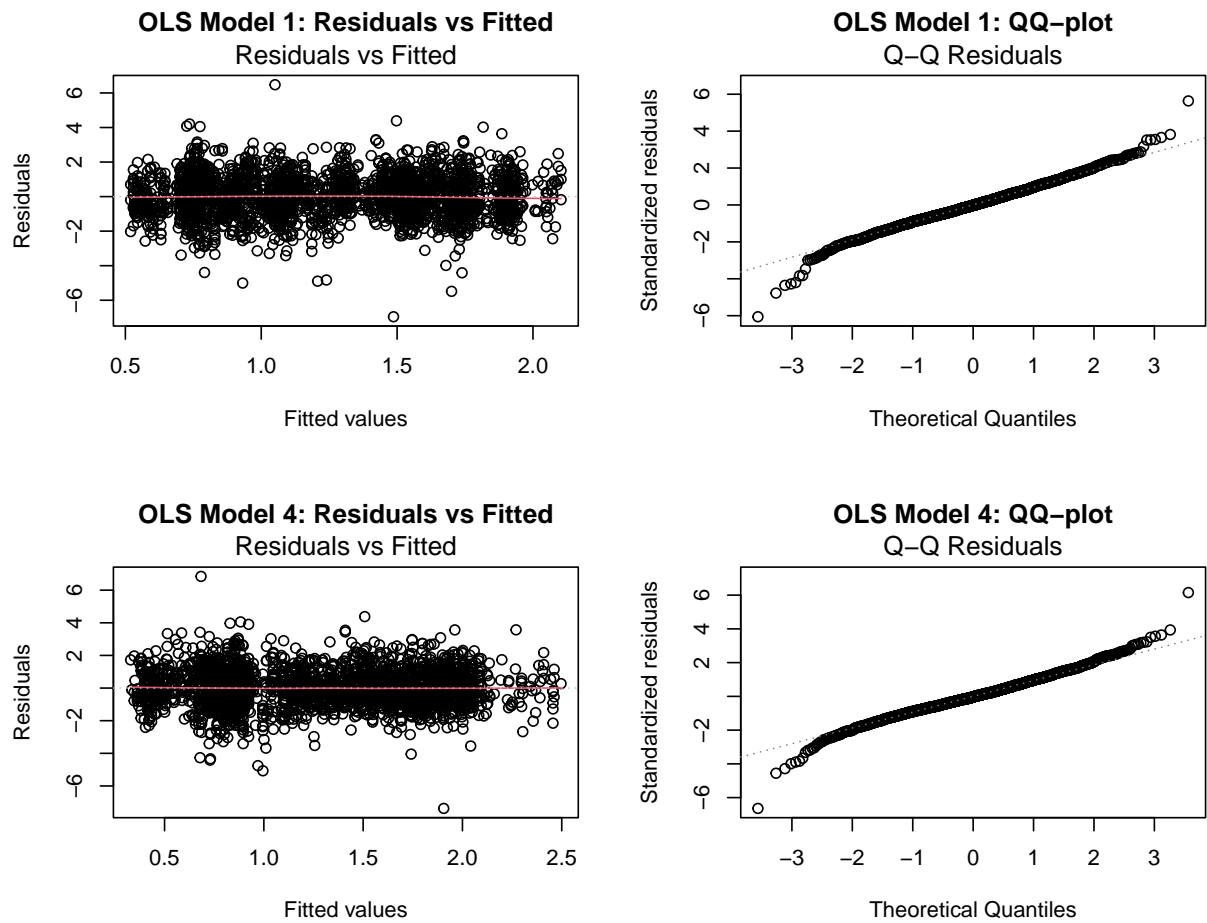 OLS Model 1: Residuals vs Fitted
Residuals vs Fitted
Residuals
6
4
2
0
−2
−6
0.5 1.0 1.5 2.0
Fitted values
OLS Model 1: QQ−plot
Q−Q Residuals
Standardized residuals
6
4
2
0
−2
−6
−3 −2 −1 0 1 2 3
Theoretical Quantiles
OLS Model 4: Residuals vs Fitted
Residuals vs Fitted
Residuals
6
4
2
−2
−6
0.5 1.0 1.5 2.0 2.5
Fitted values
OLS Model 4: QQ−plot
Q−Q Residuals
Standardized residuals
6
4
2
−2
−6
−3 −2 −1 0 1 2 3
Theoretical Quantiles